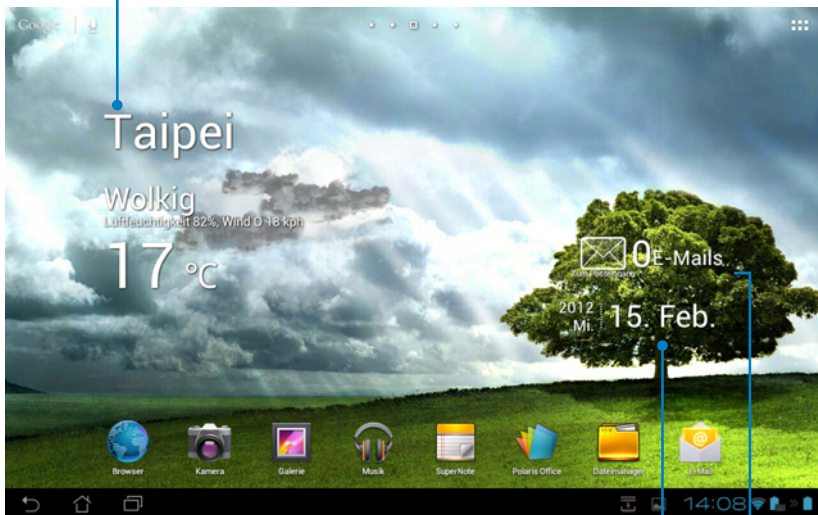 Google
Taipei
Wolkig
Luftfeuchtigkeit 82%, Wind O 18 kph
17 °C
0 E-Mails
Zum Posteingang
2012
Mi.
15. Feb.
Browser
Kamera
Galerie
Musik
SuperNote
Polaris Office
Dateimanager
E-Mail
14:08